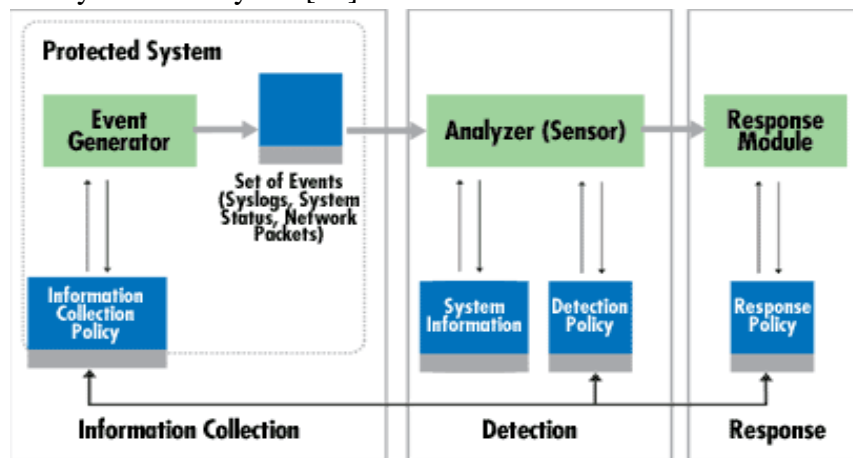 Protected System
Event
Generator
Set of Events
(Syslogs, System
Status, Network
Packets)
Analyzer (Sensor)
Response
Module
Information
Collection
Policy
System
Information
Detection
Policy
Response
Policy
Information Collection
Detection
Response